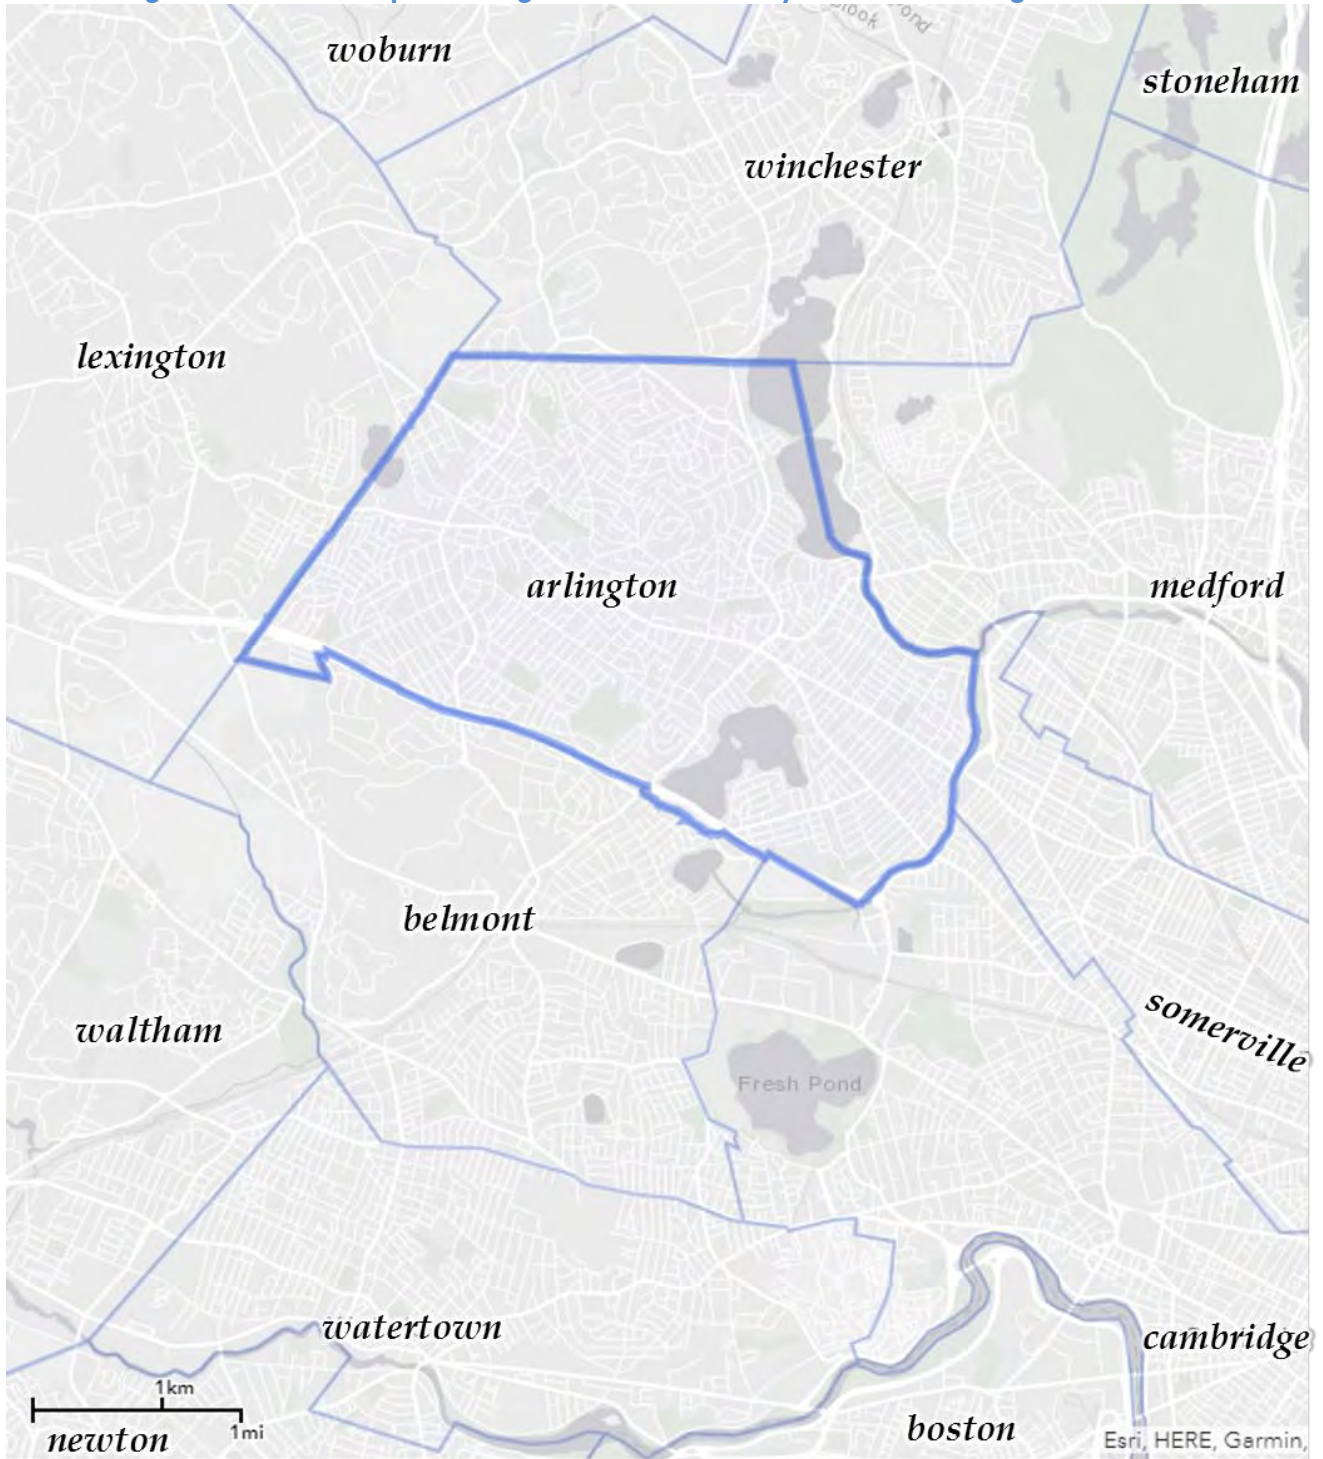 woburn
ond
stoneham
winchester
lexington
arlington
medford
belmont
waltham
somerville
Fresh Pond
watertown
cambridge
1km
1mi
newton
boston
Esri, HERE, Garmin,